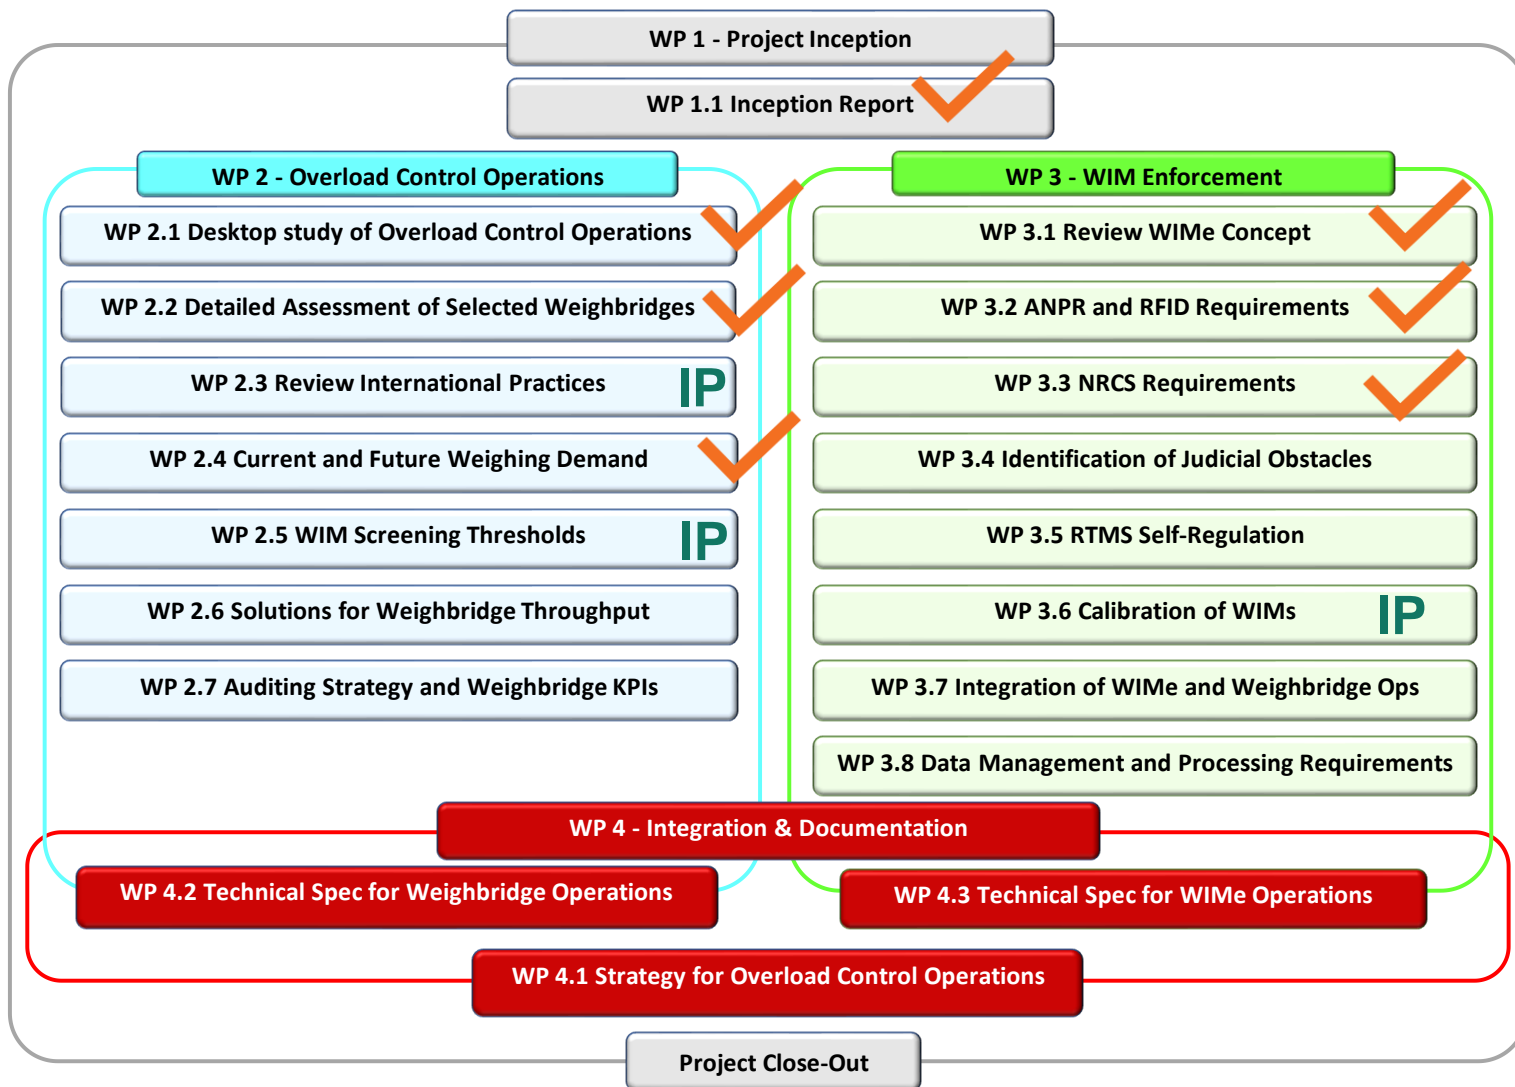 WP 1 - Project Inception
WP 1.1 Inception Report
WP 2 - Overload Control Operations
WP 2.1 Desktop study of Overload Control Operations
WP 2.2 Detailed Assessment of Selected Weighbridges
WP 2.3 Review International Practices
IP
WP 2.4 Current and Future Weighing Demand
WP 2.5 WIM Screening Thresholds
IP
WP 2.6 Solutions for Weighbridge Throughput
WP 2.7 Auditing Strategy and Weighbridge KPIs
WP 3 - WIM Enforcement
WP 3.1 Review WIMe Concept
WP 3.2 ANPR and RFID Requirements
WP 3.3 NRCS Requirements
WP 3.4 Identification of Judicial Obstacles
WP 3.5 RTMS Self-Regulation
WP 3.6 Calibration of WIMs
IP
WP 3.7 Integration of WIMe and Weighbridge Ops
WP 3.8 Data Management and Processing Requirements
WP 4 - Integration & Documentation
WP 4.2 Technical Spec for Weighbridge Operations
WP 4.3 Technical Spec for WIMe Operations
WP 4.1 Strategy for Overload Control Operations
Project Close-Out